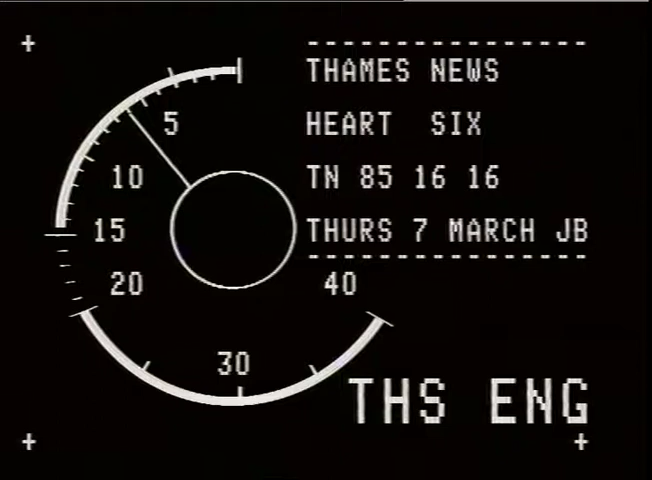 THAMES NEWS
HEART SIX
TN 85 16 16
THURS 7 MARCH JB
5
10
15
20
30
40
THS ENG